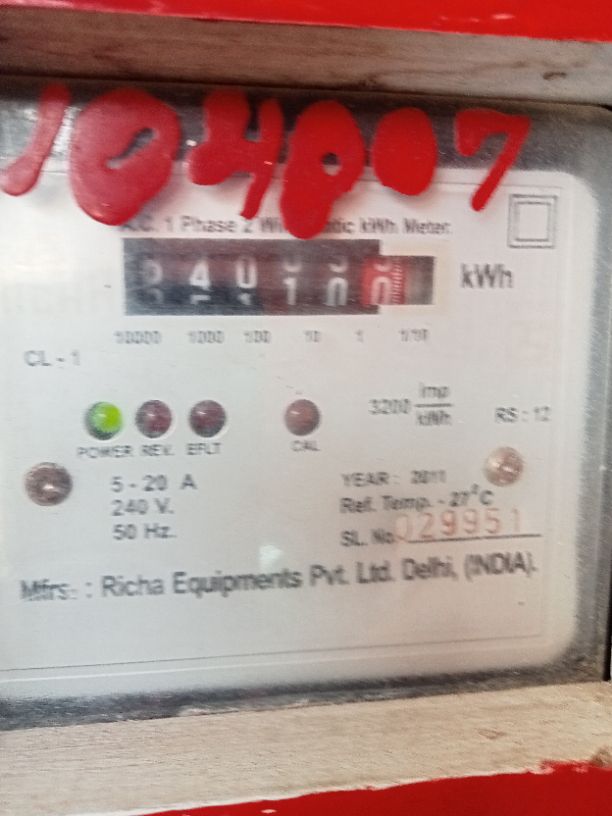 A.C. 1 Phase 2 Wi tic kWh Meter.
kWh
10000 1000 100 10 1 1/10
CL - 1
3200 imp/kWh
RS : 12
POWER REV. EFLT CAL
5 - 20 A
240 V.
50 Hz.
YEAR : 2011
Ref. Temp. - 27°C
SL. No 029951
Mfrs. : Richa Equipments Pvt. Ltd. Delhi, (INDIA).